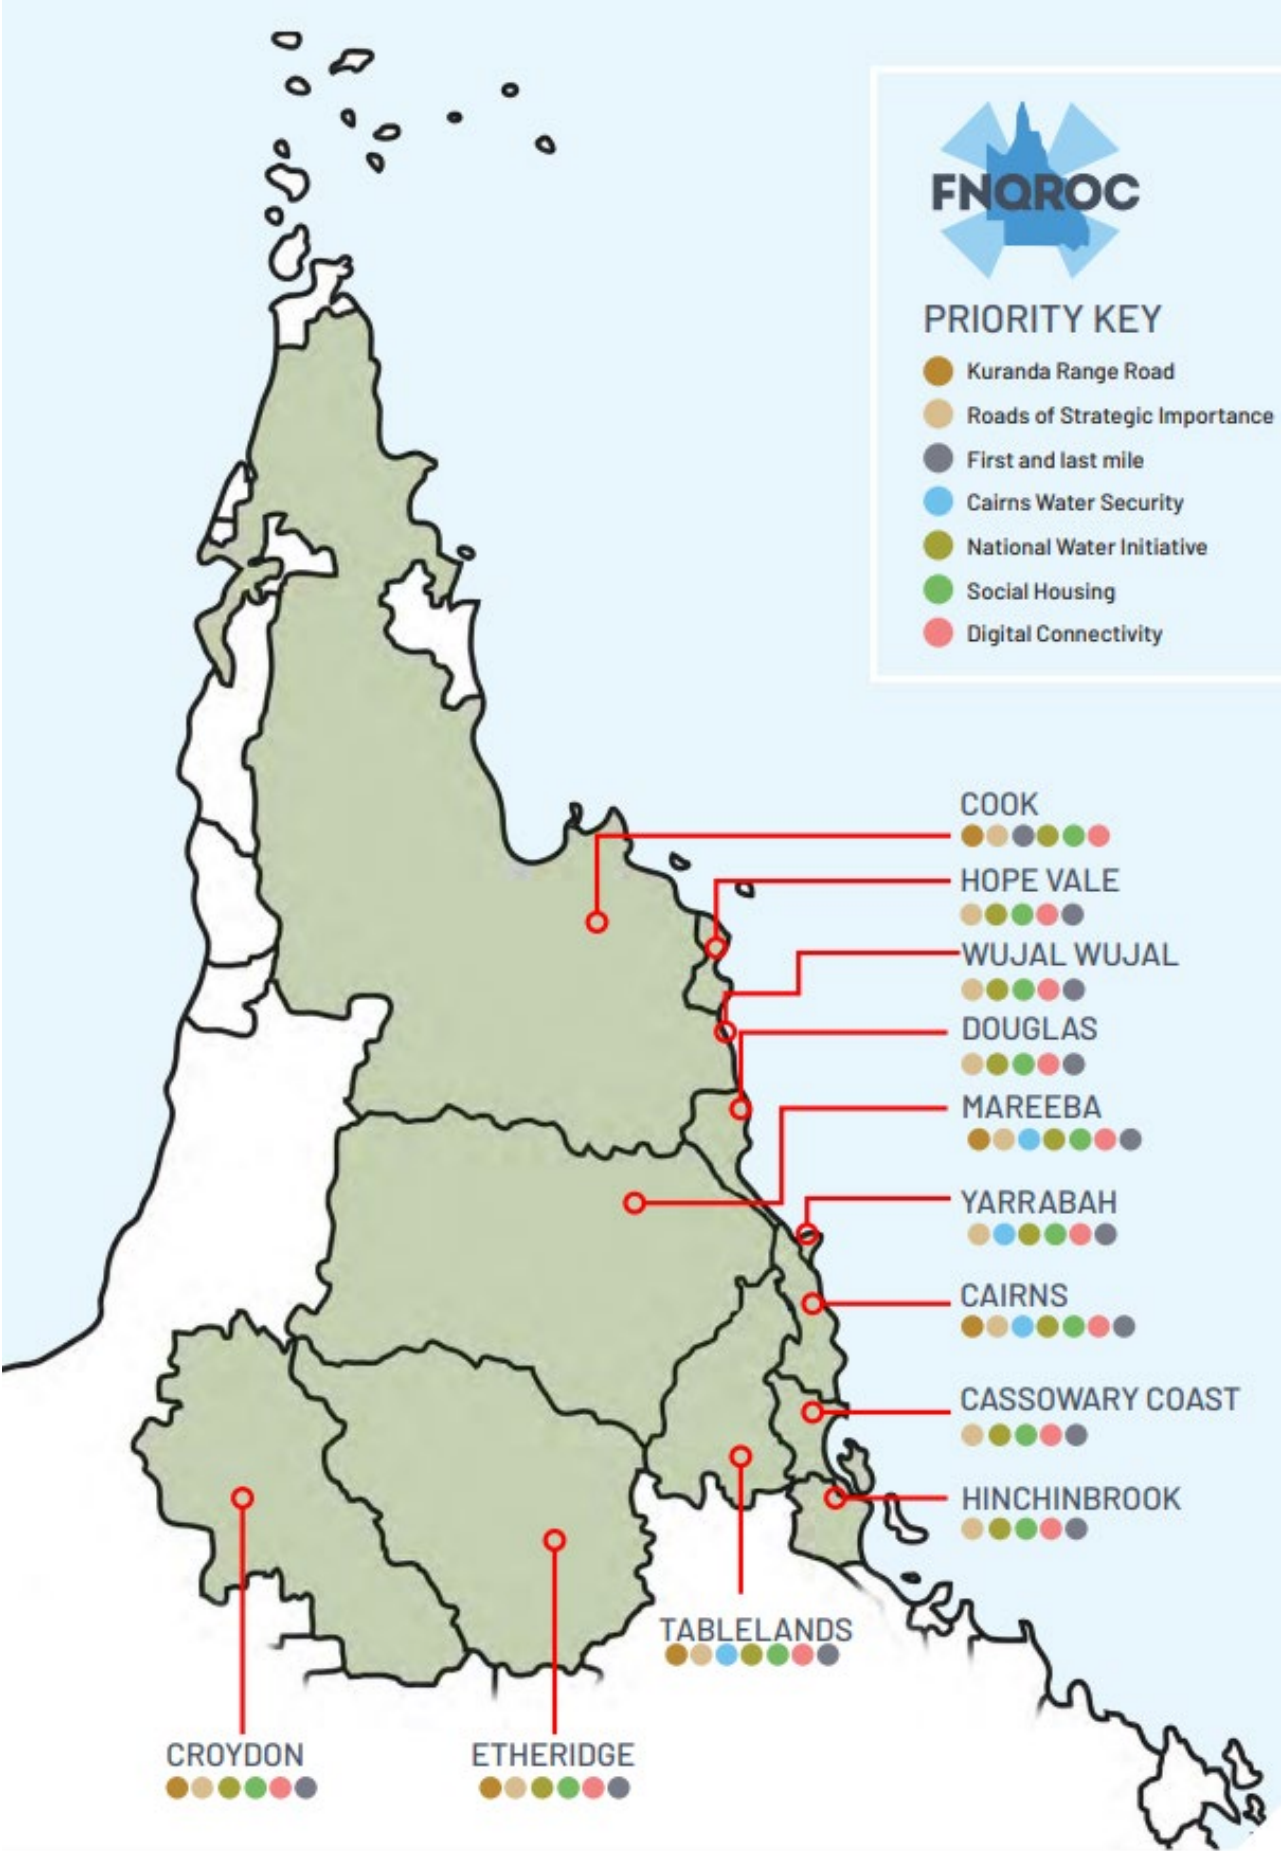 FNQROC
PRIORITY KEY
Kuranda Range Road
Roads of Strategic Importance
First and last mile
Cairns Water Security
National Water Initiative
Social Housing
Digital Connectivity
COOK
HOPE VALE
WUJAL WUJAL
DOUGLAS
MAREEBA
YARRABAH
CAIRNS
CASSOWARY COAST
HINCHINBROOK
TABLELANDS
CROYDON
ETHERIDGE